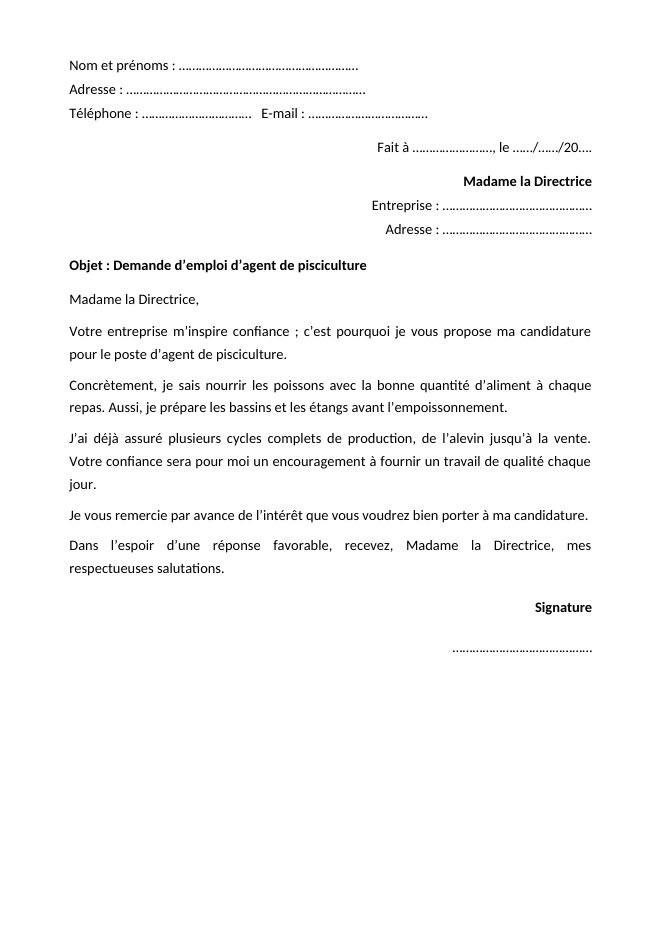 Nom et prénoms : ………………………………………………
Adresse : ………………………………………………………………
Téléphone : …………………………… E-mail : ………………………………
Fait à ……………………, le ……/……/20….
Madame la Directrice
Entreprise : ………………………………………
Adresse : ………………………………………
Objet : Demande d’emploi d’agent de pisciculture
Madame la Directrice,
Votre entreprise m’inspire confiance ; c’est pourquoi je vous propose ma candidature
pour le poste d’agent de pisciculture.
Concrètement, je sais nourrir les poissons avec la bonne quantité d’aliment à chaque
repas. Aussi, je prépare les bassins et les étangs avant l’empoissonnement.
J’ai déjà assuré plusieurs cycles complets de production, de l’alevin jusqu’à la vente.
Votre confiance sera pour moi un encouragement à fournir un travail de qualité chaque
jour.
Je vous remercie par avance de l’intérêt que vous voudrez bien porter à ma candidature.
Dans l’espoir d’une réponse favorable, recevez, Madame la Directrice, mes
respectueuses salutations.
Signature
……………………………………